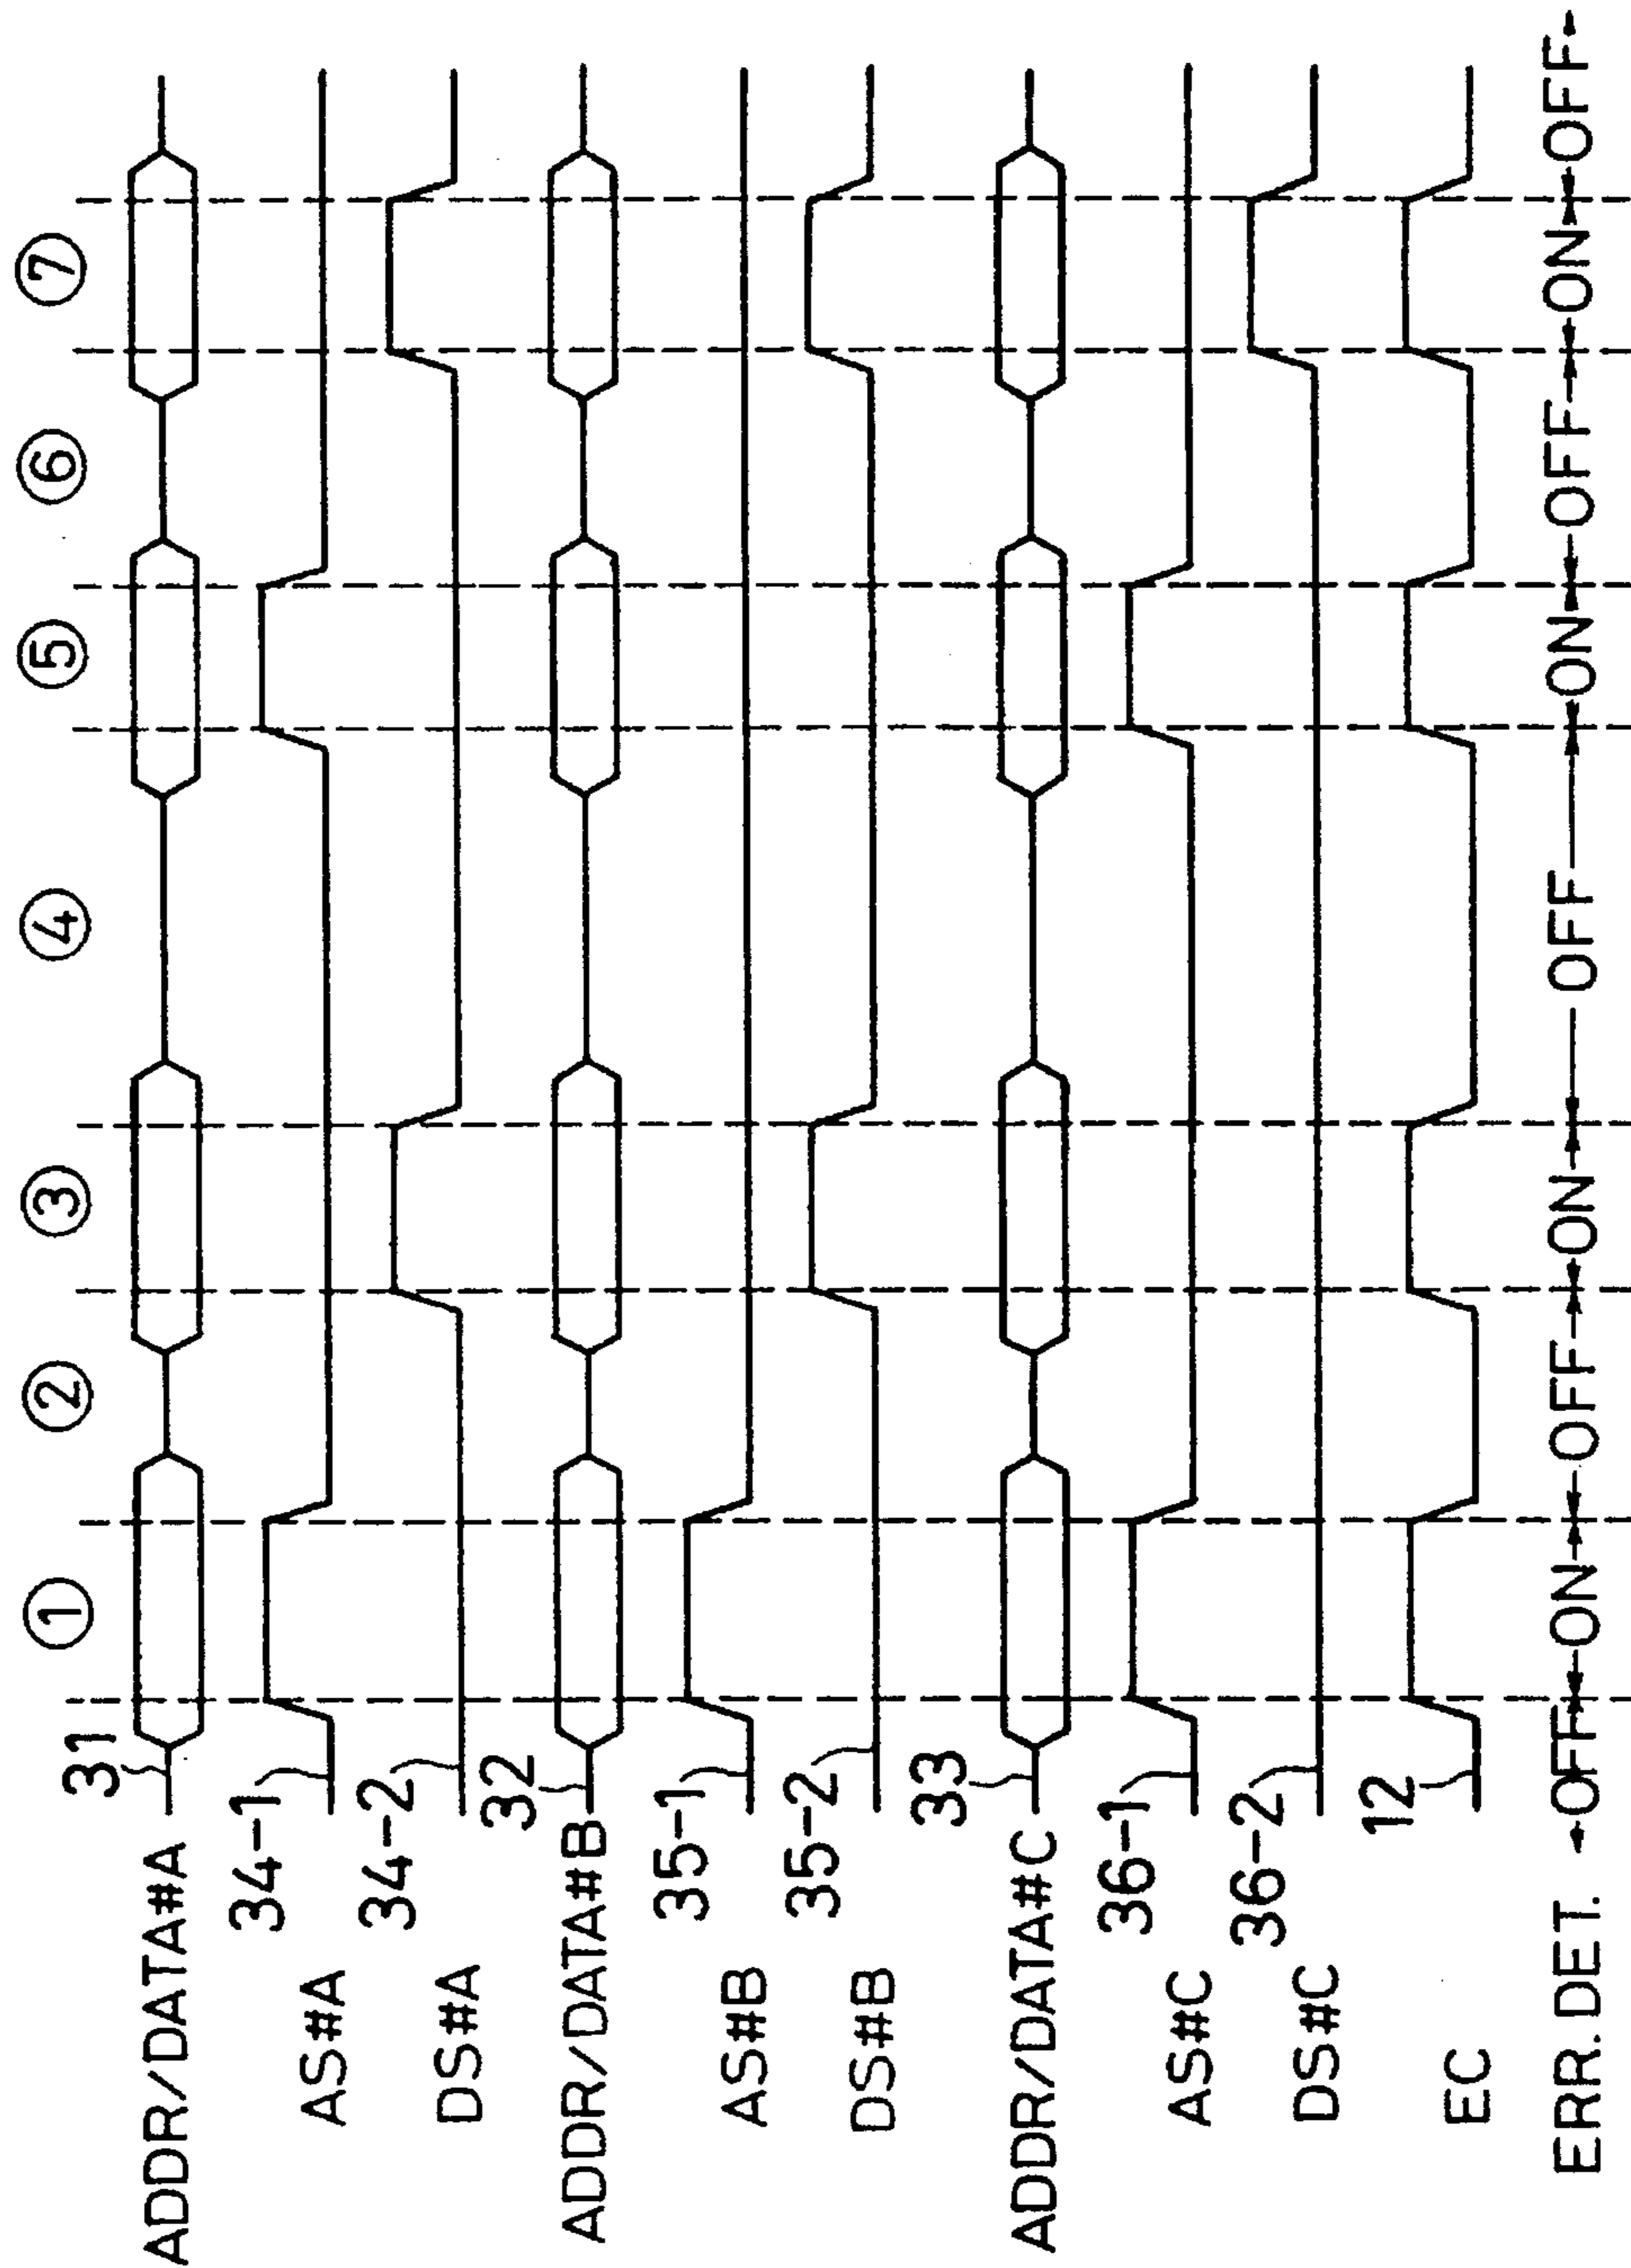 ① ② ③ ④ ⑤ ⑥ ⑦
ADDR/DATA#A 31
AS#A 34-1
DS#A 34-2
ADDR/DATA#B 32
AS#B 35-1
DS#B 35-2
ADDR/DATA#C 33
AS#C 36-1
DS#C 36-2
EC 12
ERR. DET. OFF ON OFF ON OFF ON OFF ON OFF